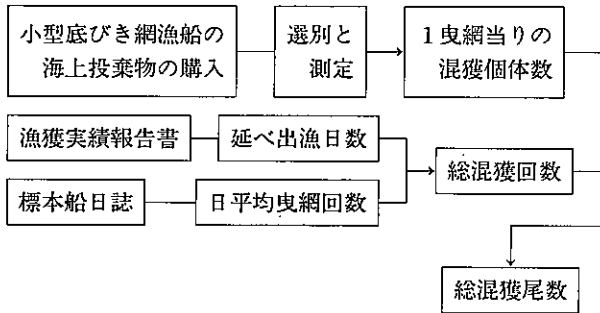 小型底びき網漁船の
海上投棄物の購入
選別と
測定
1曳網当りの
混獲個体数
漁獲実績報告書
延べ出漁日数
標本船日誌
日平均曳網回数
総混獲回数
総混獲尾数